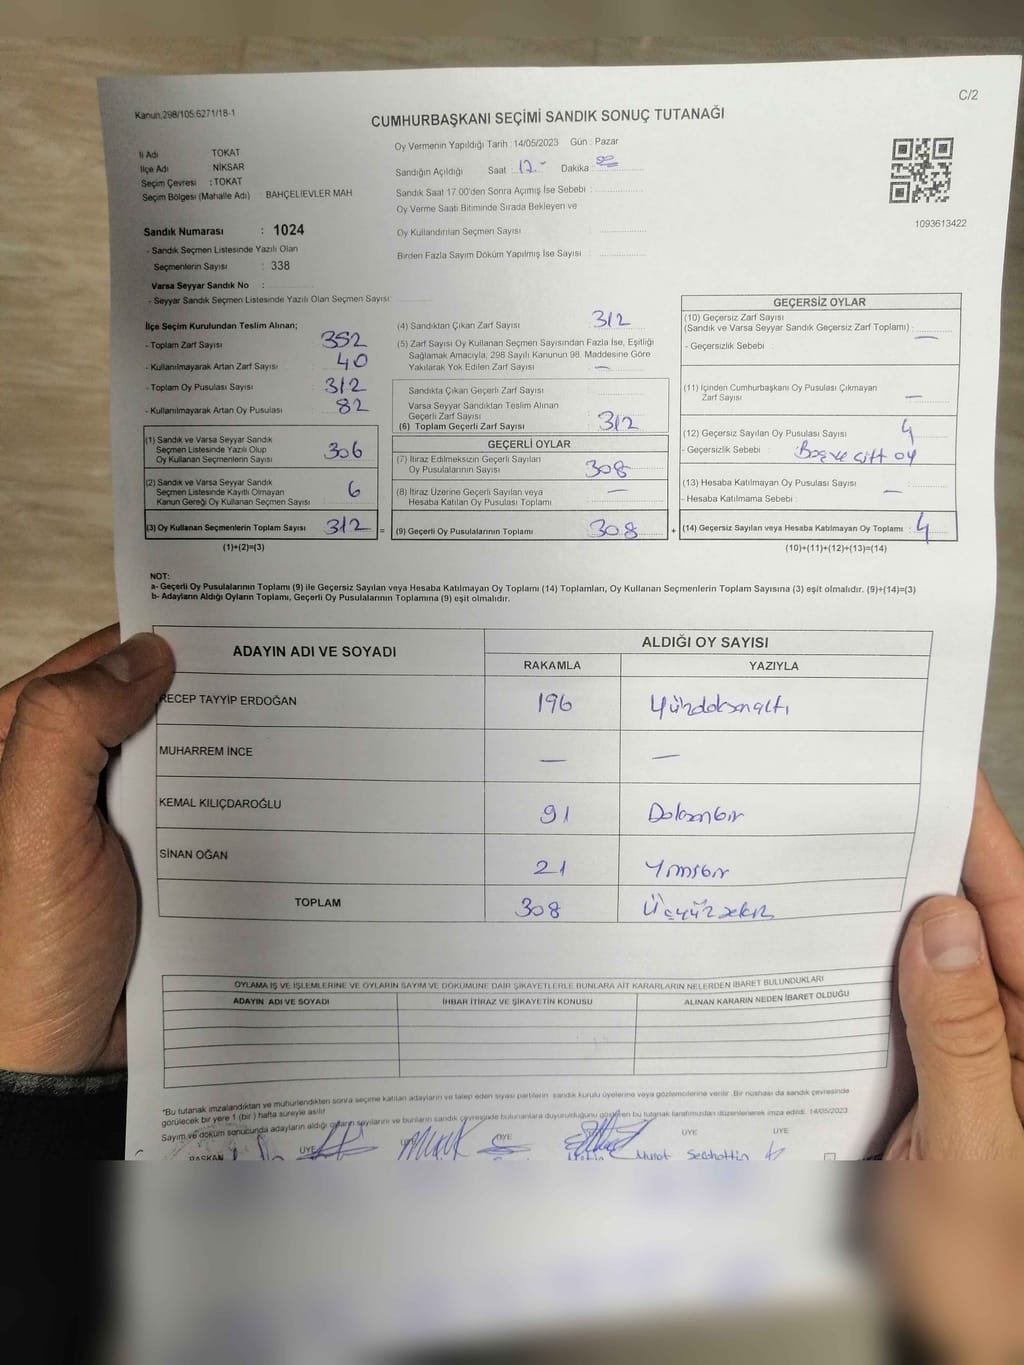 C/2
Kanun,298/105.6271/18-1
CUMHURBAŞKANI SEÇİMİ SANDIK SONUÇ TUTANAĞI
İl Adı TOKAT
İlçe Adı NİKSAR
Seçim Çevresi : TOKAT
Seçim Bölgesi (Mahalle Adı) : BAHÇELİEVLER MAH
Sandık Numarası : 1024
- Sandık Seçmen Listesinde Yazılı Olan
Seçmenlerin Sayısı : 338
Varsa Seyyar Sandık No :
- Seyyar Sandık Seçmen Listesinde Yazılı Olan Seçmen Sayısı
Oy Vermenin Yapıldığı Tarih : 14/05/2023 Gün : Pazar
Sandığın Açıldığı Saat : 17.- Dakika :
Sandık Saat 17.00'den Sonra Açılmış İse Sebebi :
Oy Verme Saati Bitiminde Sırada Bekleyen ve
Oy Kullandırılan Seçmen Sayısı :
Birden Fazla Sayım Döküm Yapılmış İse Sayısı :
1093613422
İlçe Seçim Kurulundan Teslim Alınan;
- Toplam Zarf Sayısı : 352
- Kullanılmayarak Artan Zarf Sayısı : 40
- Toplam Oy Pusulası Sayısı : 312
- Kullanılmayarak Artan Oy Pusulası : 82
(1) Sandık ve Varsa Seyyar Sandık
Seçmen Listesinde Yazılı Olup
Oy Kullanan Seçmenlerin Sayısı : 306
(2) Sandık ve Varsa Seyyar Sandık
Seçmen Listesinde Kayıtlı Olmayan
Kanun Gereği Oy Kullanan Seçmen Sayısı : 6
(3) Oy Kullanan Seçmenlerin Toplam Sayısı 312 =
(1)+(2)=(3)
(4) Sandıktan Çıkan Zarf Sayısı : 312
(5) Zarf Sayısı Oy Kullanan Seçmen Sayısından Fazla İse, Eşitliği
Sağlamak Amacıyla, 298 Sayılı Kanunun 98. Maddesine Göre
Yakılarak Yok Edilen Zarf Sayısı : —
Sandıkta Çıkan Geçerli Zarf Sayısı :
Varsa Seyyar Sandıktan Teslim Alınan
Geçerli Zarf Sayısı :
(6) Toplam Geçerli Zarf Sayısı : 312
GEÇERLİ OYLAR
(7) İtiraz Edilmeksizin Geçerli Sayılan
Oy Pusulalarının Sayısı : 308
(8) İtiraz Üzerine Geçerli Sayılan veya
Hesaba Katılan Oy Pusulası Toplamı : —
(9) Geçerli Oy Pusulalarının Toplamı : 308 +
GEÇERSİZ OYLAR
(10) Geçersiz Zarf Sayısı
(Sandık ve Varsa Seyyar Sandık Geçersiz Zarf Toplamı) : —
- Geçersizlik Sebebi :
(11) İçinden Cumhurbaşkanı Oy Pusulası Çıkmayan
Zarf Sayısı : —
(12) Geçersiz Sayılan Oy Pusulası Sayısı : 4
- Geçersizlik Sebebi : Boş ve Çift oy
(13) Hesaba Katılmayan Oy Pusulası Sayısı : —
- Hesaba Katılmama Sebebi :
(14) Geçersiz Sayılan veya Hesaba Katılmayan Oy Toplamı : 4
(10)+(11)+(12)+(13)=(14)
NOT:
a- Geçerli Oy Pusulalarının Toplamı (9) ile Geçersiz Sayılan veya Hesaba Katılmayan Oy Toplamı (14) Toplamları, Oy Kullanan Seçmenlerin Toplam Sayısına (3) eşit olmalıdır. (9)+(14)=(3)
b- Adayların Aldığı Oyların Toplamı, Geçerli Oy Pusulalarının Toplamına (9) eşit olmalıdır.
ADAYIN ADI VE SOYADI ALDIĞI OY SAYISI
RAKAMLA YAZIYLA
RECEP TAYYİP ERDOĞAN 196 Yüzdoksanaltı
MUHARREM İNCE — —
KEMAL KILIÇDAROĞLU 91 Doksanbir
SİNAN OĞAN 21 Yirmibir
TOPLAM 308 Üçyüzsekiz
OYLAMA İŞ VE İŞLEMLERİNE VE OYLARIN SAYIM VE DÖKÜMÜNE DAİR ŞİKAYETLERLE BUNLARA AİT KARARLARIN NELERDEN İBARET BULUNDUKLARI
ADAYIN ADI VE SOYADI İHBAR İTİRAZ VE ŞİKAYETİN KONUSU ALINAN KARARIN NEDEN İBARET OLDUĞU
*Bu tutanak imzalandıktan ve mühürlendikten sonra seçime katılan adayların ve talep eden siyasi partilerin sandık kurulu üyelerine veya gözlemcilerine verilir. Bir nüshası da sandık çevresinde
görülecek bir yere 1 (bir) hafta süreyle asılır
Sayım ve döküm sonucunda adayların aldığı oyların sayılarını ve bunların sandık çevresinde bulunanlara duyurulduğunu gösteren bu tutanak tarafımızdan düzenlenerek imza edildi. 14/05/2023
BAŞKAN ÜYE ÜYE ÜYE ÜYE ÜYE
Murat